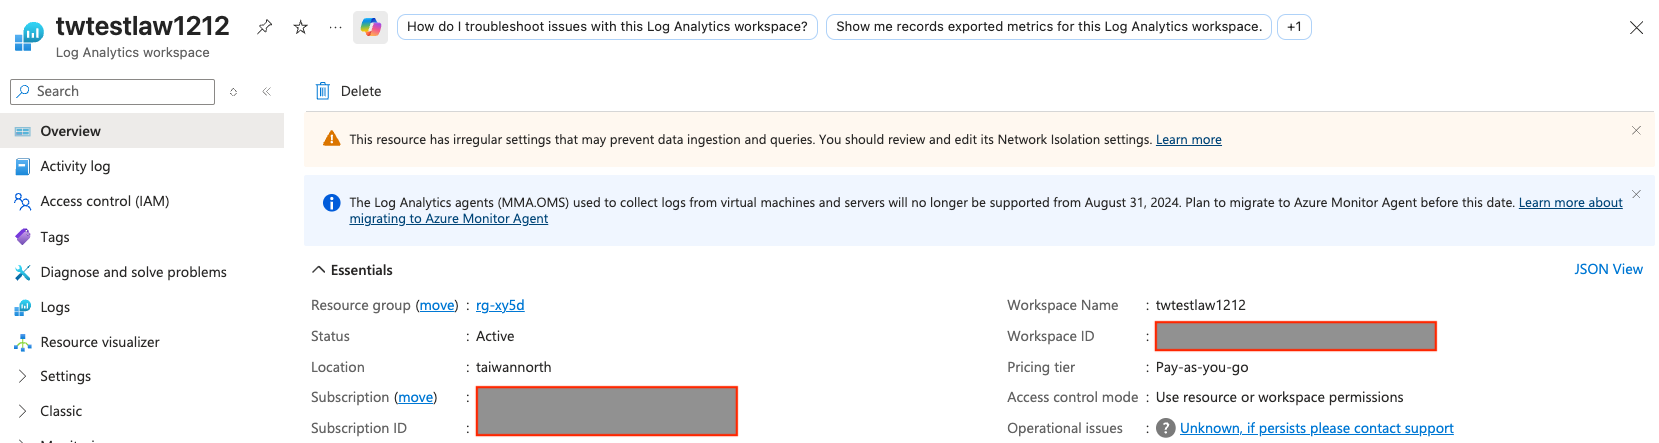 twtestlaw1212
Log Analytics workspace
How do I troubleshoot issues with this Log Analytics workspace?
Show me records exported metrics for this Log Analytics workspace.
+1
Search
Overview
Activity log
Access control (IAM)
Tags
Diagnose and solve problems
Logs
Resource visualizer
Settings
Classic
Delete
This resource has irregular settings that may prevent data ingestion and queries. You should review and edit its Network Isolation settings. Learn more
The Log Analytics agents (MMA.OMS) used to collect logs from virtual machines and servers will no longer be supported from August 31, 2024. Plan to migrate to Azure Monitor Agent before this date. Learn more about
migrating to Azure Monitor Agent
Essentials
JSON View
Resource group (move) : rg-xy5d
Status : Active
Location : taiwannorth
Subscription (move) :
Subscription ID :
Workspace Name : twtestlaw1212
Workspace ID :
Pricing tier : Pay-as-you-go
Access control mode : Use resource or workspace permissions
Operational issues : Unknown, if persists please contact support